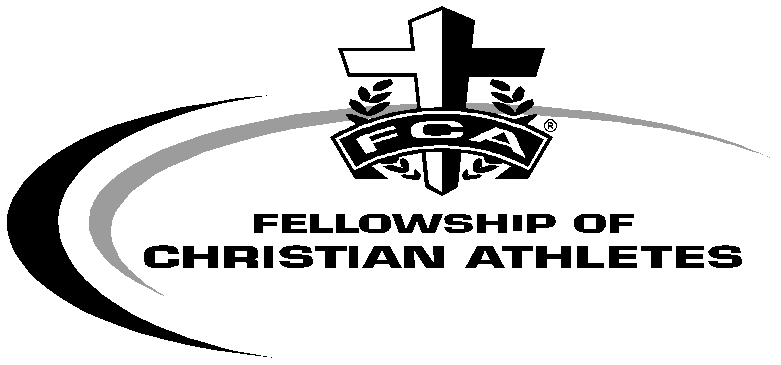 FCA®
FELLOWSHIP OF
CHRISTIAN ATHLETES